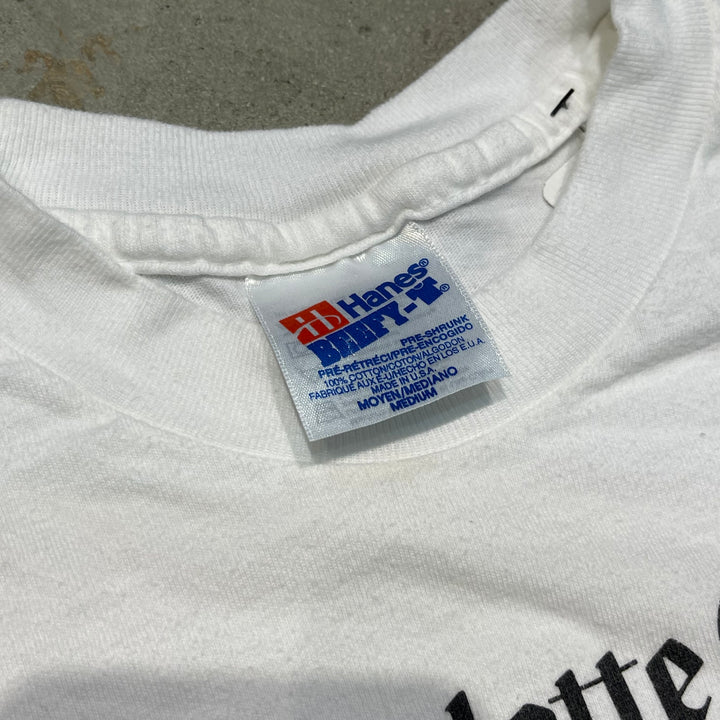 Hanes®
BEEFY-T®
PRE-SHRUNK
PRÉ-RÉTRÉCI/PRE-ENCOGIDO
100% COTTON/COTON/ALGODON
FABRIQUE AUX É-U/HECHO EN LOS E.U.A.
MADE IN U.S.A.
MOYEN/MEDIANO
MEDIUM
lotte